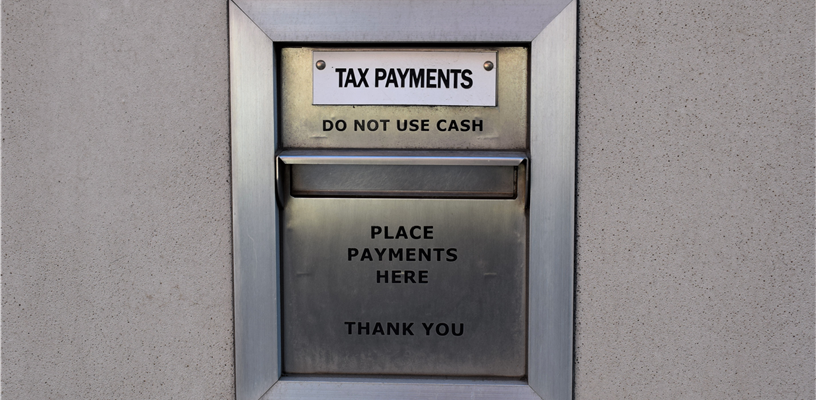 TAX PAYMENTS
DO NOT USE CASH
PLACE
PAYMENTS
HERE
THANK YOU